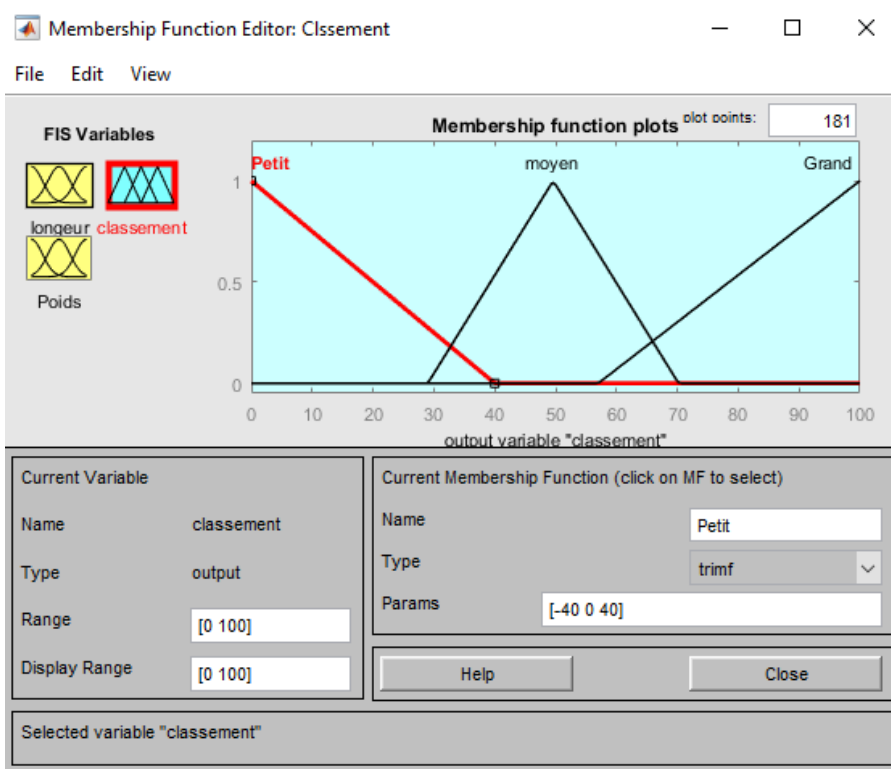 Membership Function Editor: Clssement
File Edit View
FIS Variables
Membership function plots plot points: 181
Petit moyen Grand
1
longeur classement
0.5
Poids
0
0 10 20 30 40 50 60 70 80 90 100
output variable "classement"
Current Variable
Current Membership Function (click on MF to select)
Name classement
Name Petit
Type output
Type trimf
Range [0 100]
Params [-40 0 40]
Display Range [0 100]
Help Close
Selected variable "classement"